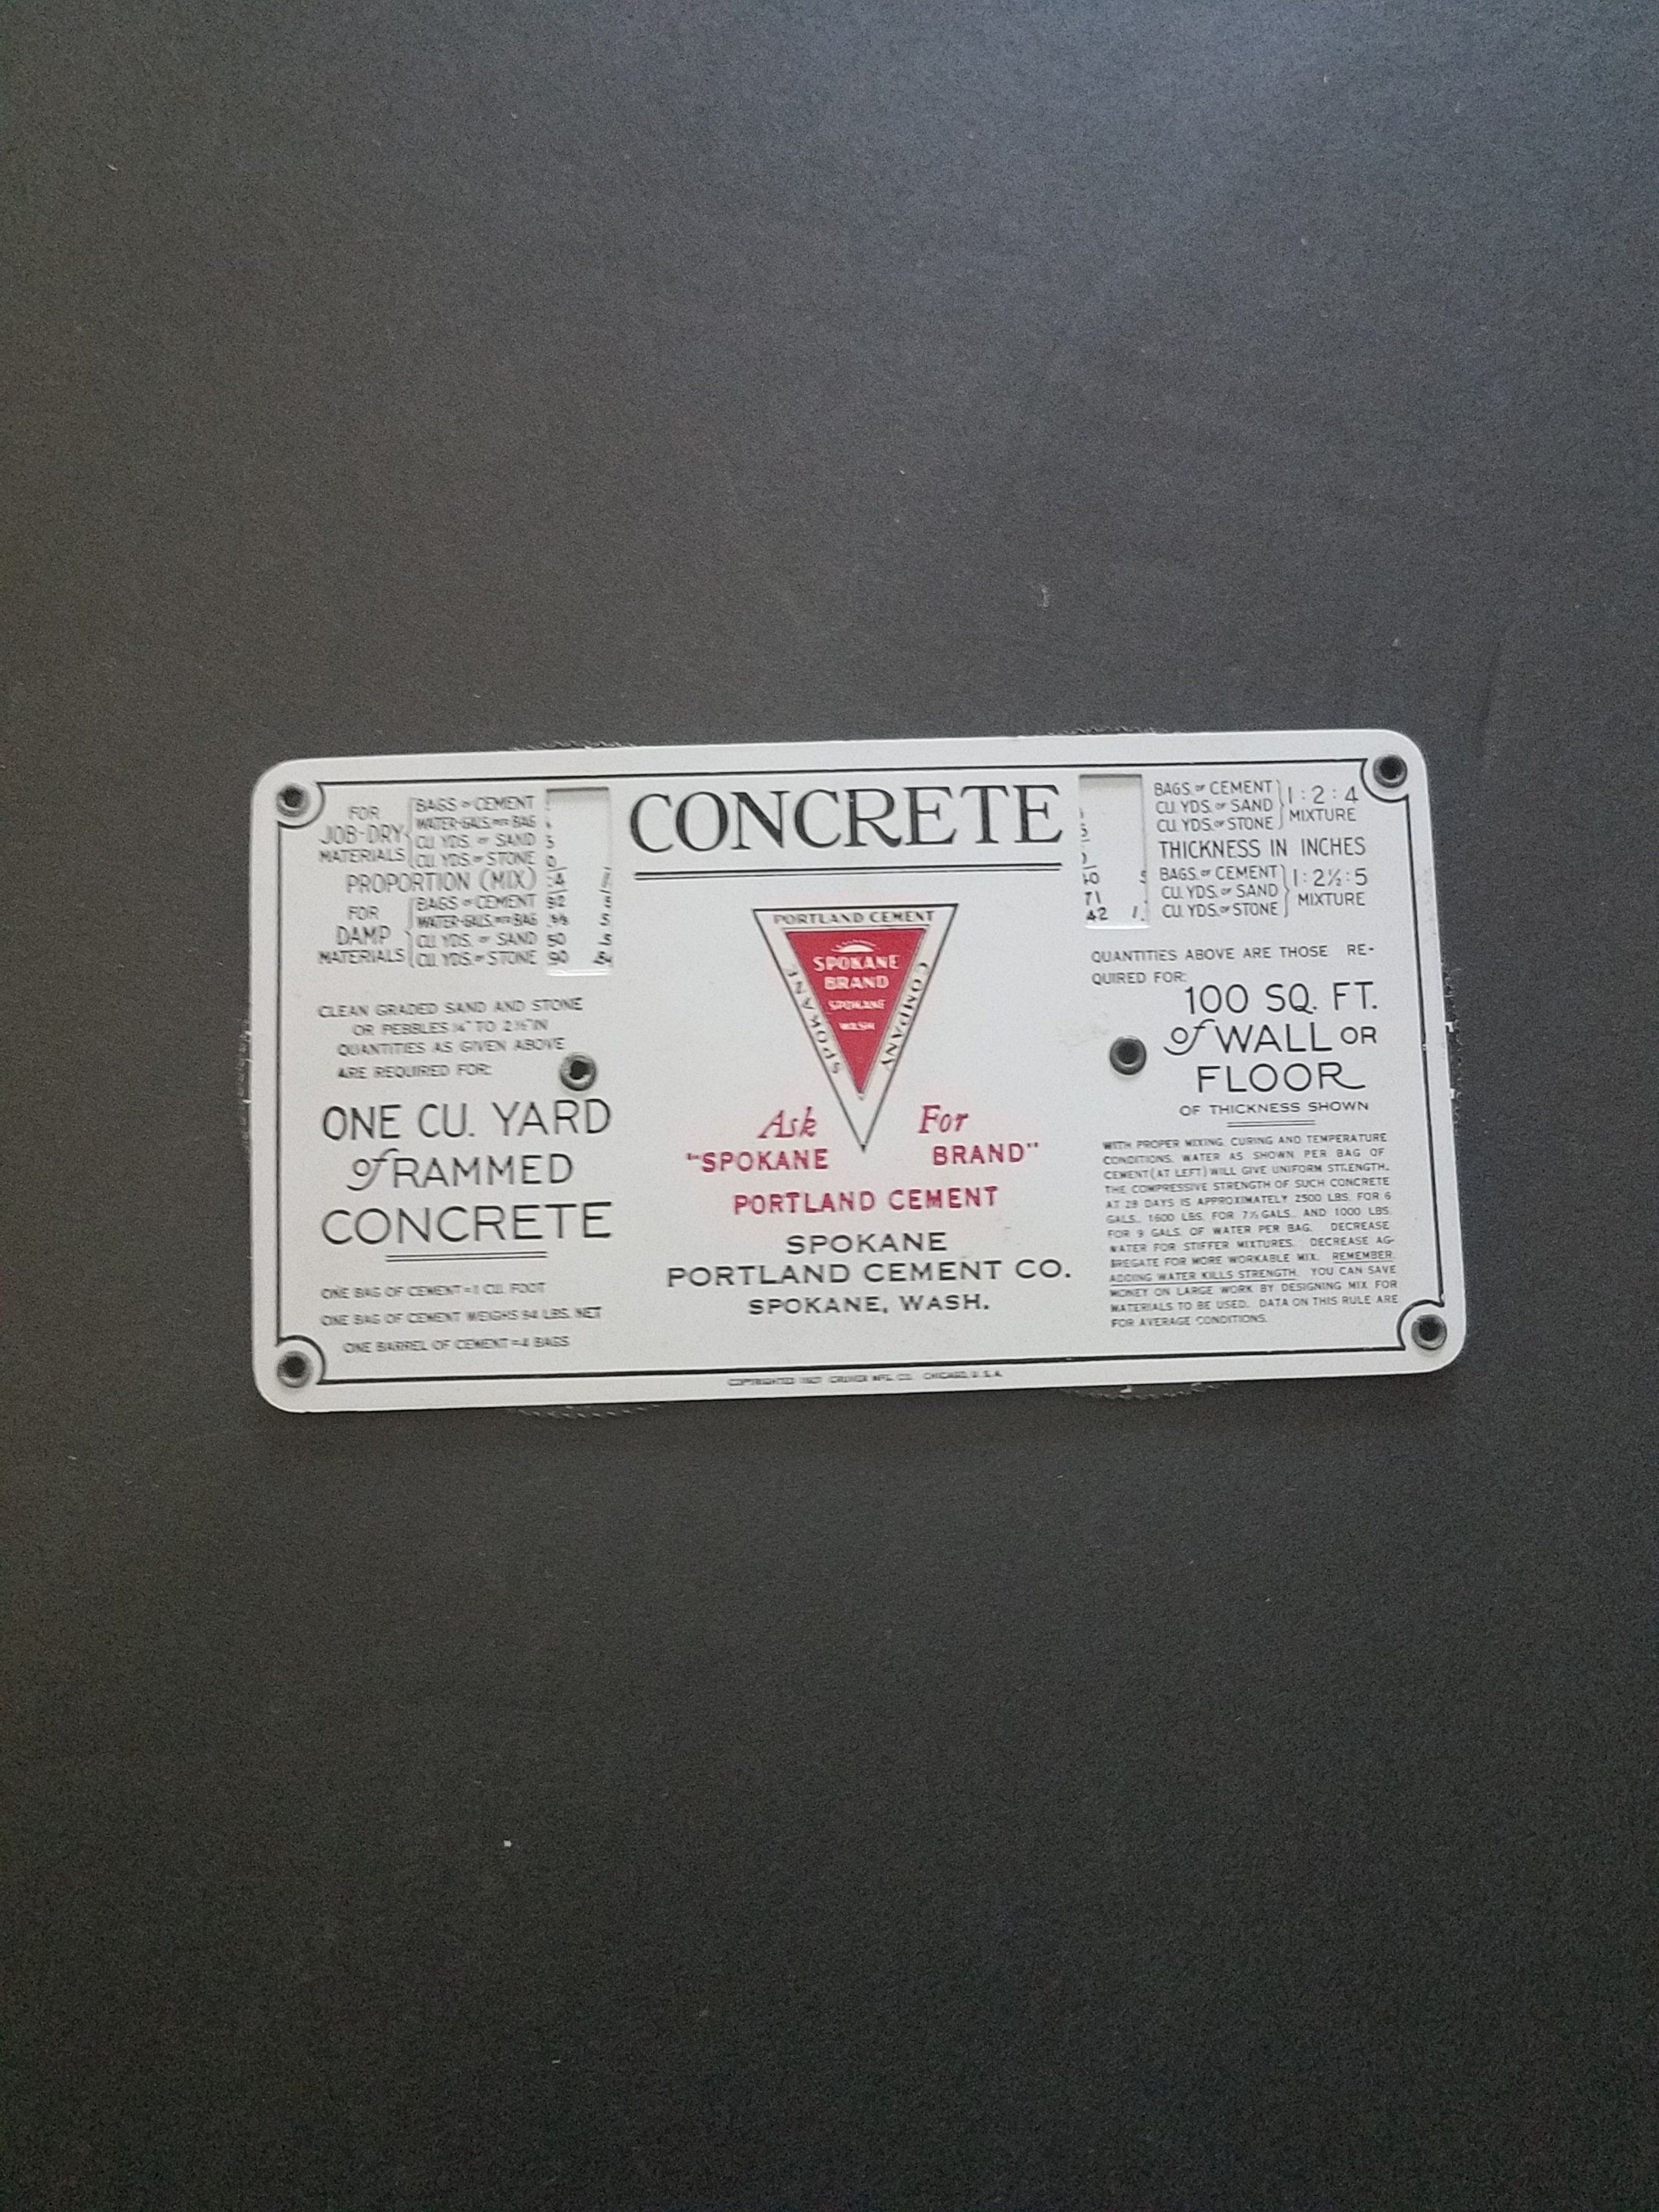 CONCRETE
FOR
JOB-DRY
MATERIALS
BAGS OF CEMENT
WATER-GALS. PER BAG
CU. YDS. OF SAND
CU. YDS. OF STONE
PROPORTION (MIX)
FOR
DAMP
MATERIALS
BAGS OF CEMENT
WATER-GALS. PER BAG
CU. YDS. OF SAND
CU. YDS. OF STONE
50
90
CLEAN GRADED SAND AND STONE
OR PEBBLES ¼" TO 2½" IN
QUANTITIES AS GIVEN ABOVE
ARE REQUIRED FOR:
ONE CU. YARD
of RAMMED
CONCRETE
ONE BAG OF CEMENT=1 CU. FOOT
ONE BAG OF CEMENT WEIGHS 94 LBS. NET
ONE BARREL OF CEMENT=4 BAGS
PORTLAND CEMENT
SPOKANE
COMPANY
SPOKANE
BRAND
SPOKANE
WASH
Ask For
"SPOKANE BRAND"
PORTLAND CEMENT
SPOKANE
PORTLAND CEMENT CO.
SPOKANE, WASH.
BAGS. OF CEMENT
CU. YDS. OF SAND
CU. YDS. OF STONE
1:2:4
MIXTURE
THICKNESS IN INCHES
71
42
BAGS. OF CEMENT
CU. YDS. OF SAND
CU. YDS. OF STONE
1:2½:5
MIXTURE
QUANTITIES ABOVE ARE THOSE RE-
QUIRED FOR:
100 SQ. FT.
of WALL OR
FLOOR
OF THICKNESS SHOWN
WITH PROPER MIXING, CURING AND TEMPERATURE
CONDITIONS, WATER AS SHOWN PER BAG OF
CEMENT (AT LEFT) WILL GIVE UNIFORM STRENGTH.
THE COMPRESSIVE STRENGTH OF SUCH CONCRETE
AT 28 DAYS IS APPROXIMATELY 2500 LBS. FOR 6
GALS., 1600 LBS. FOR 7½ GALS. AND 1000 LBS.
FOR 9 GALS. OF WATER PER BAG. DECREASE
WATER FOR STIFFER MIXTURES. DECREASE AG-
GREGATE FOR MORE WORKABLE MIX. REMEMBER,
ADDING WATER KILLS STRENGTH. YOU CAN SAVE
MONEY ON LARGE WORK BY DESIGNING MIX FOR
MATERIALS TO BE USED. DATA ON THIS RULE ARE
FOR AVERAGE CONDITIONS.
COPYRIGHTED GRUVER MFG. CO. CHICAGO, U.S.A.